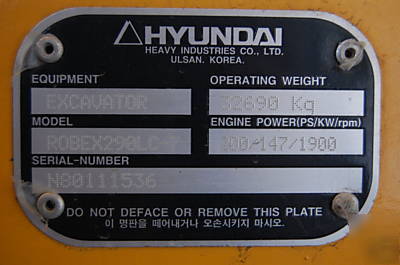 HYUNDAI
HEAVY INDUSTRIES CO., LTD.
ULSAN. KOREA.
EQUIPMENT
OPERATING WEIGHT
EXCAVATOR
32690 Kg
MODEL
ENGINE POWER(PS/KW/rpm)
ROBEX290LC-7
200/147/1900
SERIAL-NUMBER
N80111536
DO NOT DEFACE OR REMOVE THIS PLATE
이 명판을 떼어내거나 오손시키지 마시오.